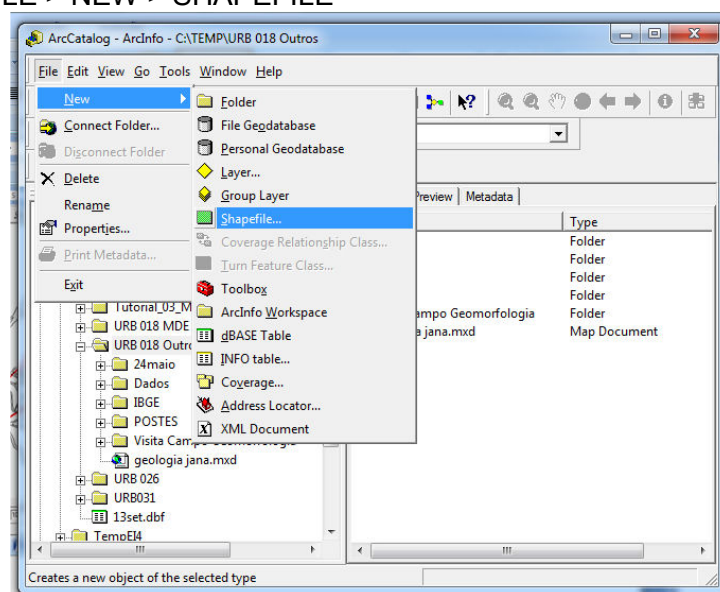 > NEW > SHAPEFILE
ArcCatalog - ArcInfo - C:\TEMP\URB 018 Outros
File Edit View Go Tools Window Help
New
Connect Folder...
Disconnect Folder
Delete
Rename
Properties...
Print Metadata...
Exit
Folder
File Geodatabase
Personal Geodatabase
Layer...
Group Layer
Shapefile...
Coverage Relationship Class...
Turn Feature Class...
Toolbox
ArcInfo Workspace
dBASE Table
INFO table...
Coverage...
Address Locator...
XML Document
Preview Metadata
Type
Folder
Folder
Folder
Folder
Geomorfologia Folder
jana.mxd Map Document
URB 018 MDE
URB 018
24maio
Dados
IBGE
POSTES
Visita
geologia jana.mxd
URB 026
URB031
13set.dbf
TempEI4
Creates a new object of the selected type